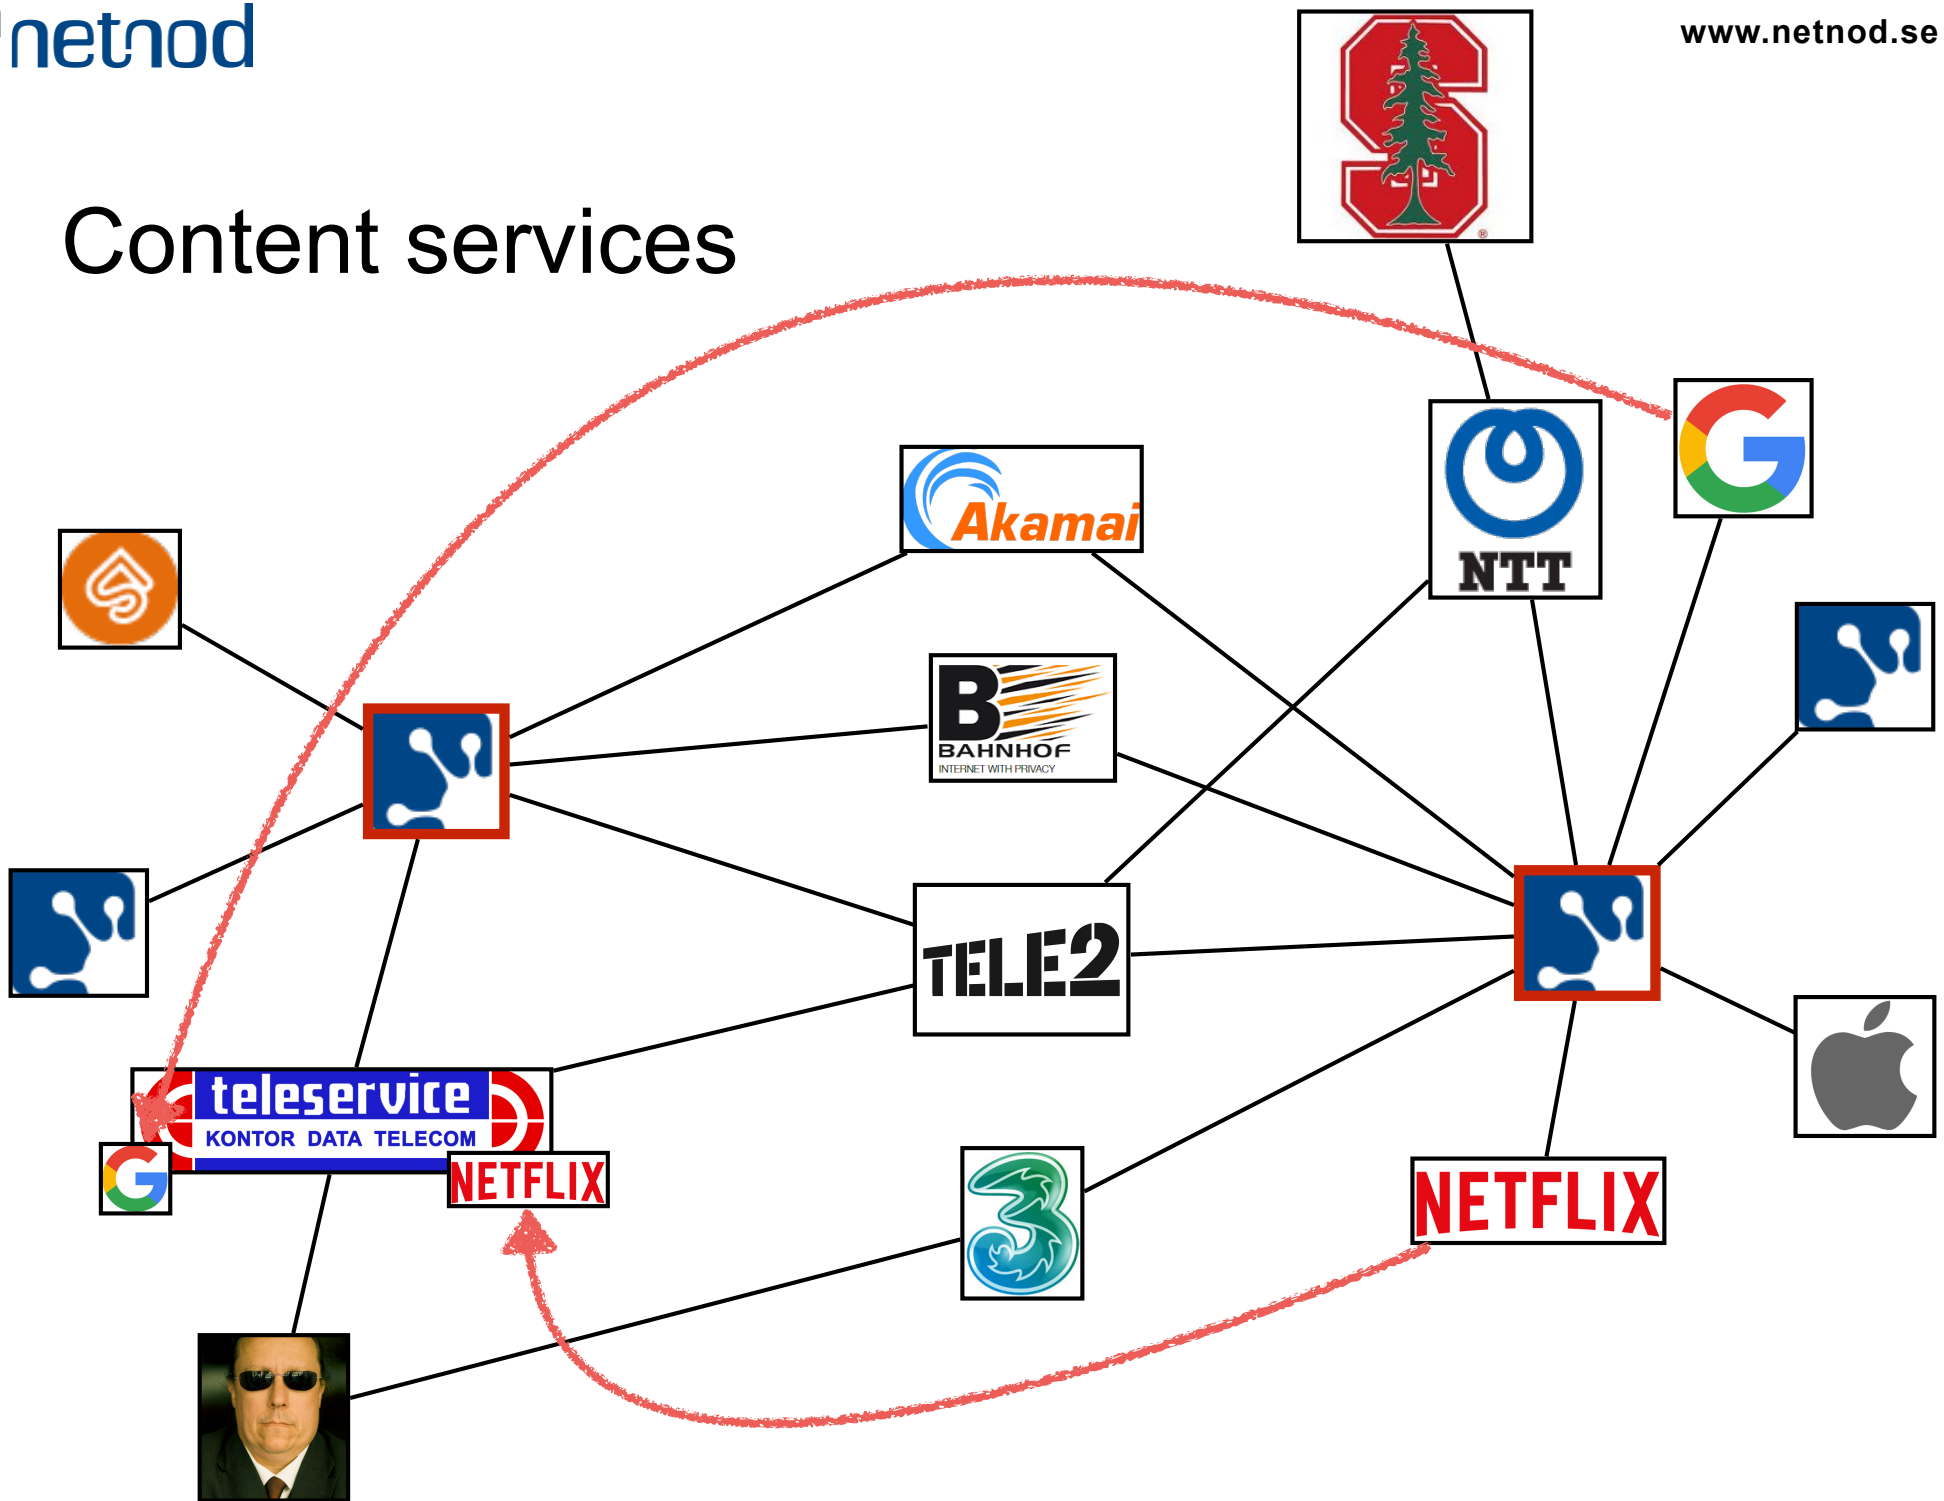 netnod
www.netnod.se
Content services
Akamai
NTT
B
BAHNHOF
INTERNET WITH PRIVACY
TELE2
teleservice
KONTOR DATA TELECOM
NETFLIX
3
NETFLIX